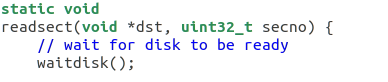 static void
readsect(void *dst, uint32_t secno) {
    // wait for disk to be ready
    waitdisk();